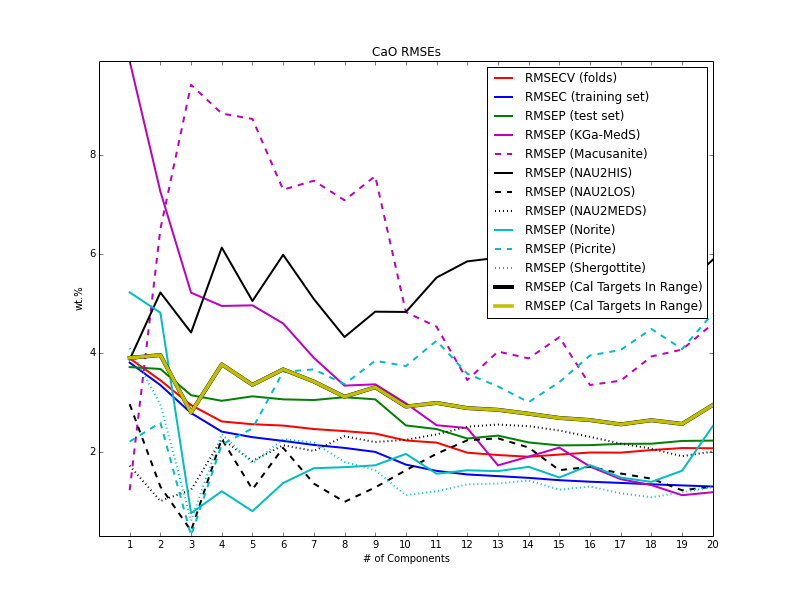 CaO RMSEs
RMSECV (folds)
RMSEC (training set)
RMSEP (test set)
RMSEP (KGa-MedS)
RMSEP (Macusanite)
RMSEP (NAU2HIS)
RMSEP (NAU2LOS)
RMSEP (NAU2MEDS)
RMSEP (Norite)
RMSEP (Picrite)
RMSEP (Shergottite)
RMSEP (Cal Targets In Range)
RMSEP (Cal Targets In Range)
8
6
4
2
wt.%
1 2 3 4 5 6 7 8 9 10 11 12 13 14 15 16 17 18 19 20
# of Components